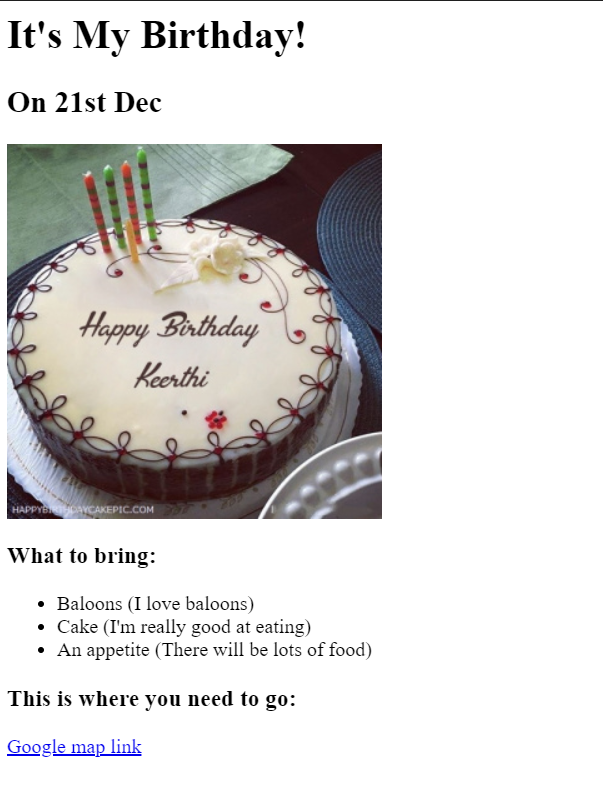 It's My Birthday!
On 21st Dec
Happy Birthday
Keerthi
HAPPYBIRTHDAYCAKEPIC.COM
What to bring:
Baloons (I love baloons)
Cake (I'm really good at eating)
An appetite (There will be lots of food)
This is where you need to go:
Google map link